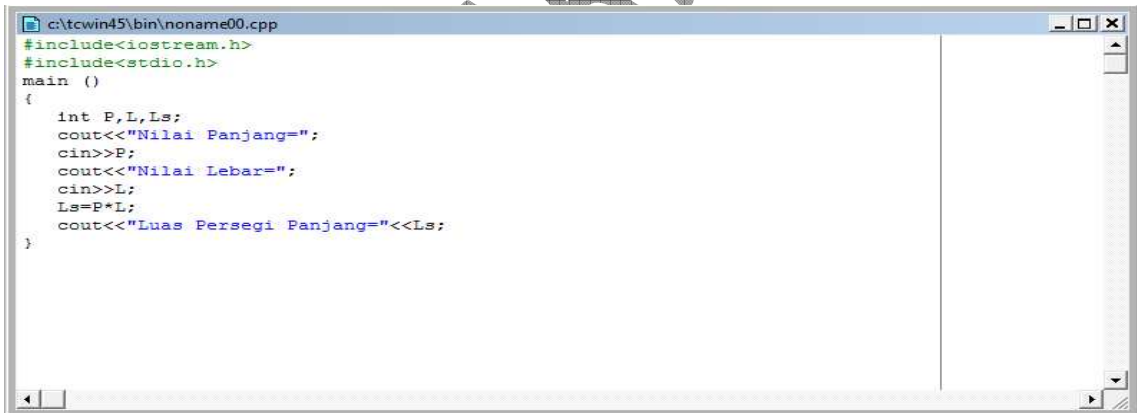 c:\tcwin45\bin\noname00.cpp
#include<iostream.h>
#include<stdio.h>
main ()
{
int P,L,Ls;
cout<<"Nilai Panjang=";
cin>>P;
cout<<"Nilai Lebar=";
cin>>L;
Ls=P*L;
cout<<"Luas Persegi Panjang="<<Ls;
}